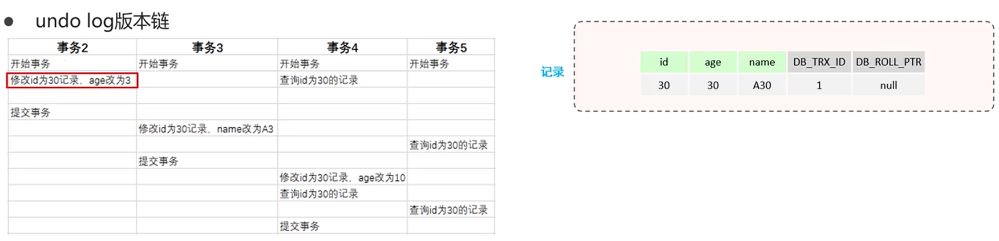 ● undo log版本链
事务2 事务3 事务4 事务5
开始事务 开始事务 开始事务 开始事务
修改id为30记录，age改为3 查询id为30的记录
提交事务
修改id为30记录，name改为A3
查询id为30的记录
提交事务
修改id为30记录，age改为10
查询id为30的记录
查询id为30的记录
提交事务
记录
id age name DB_TRX_ID DB_ROLL_PTR
30 30 A30 1 null